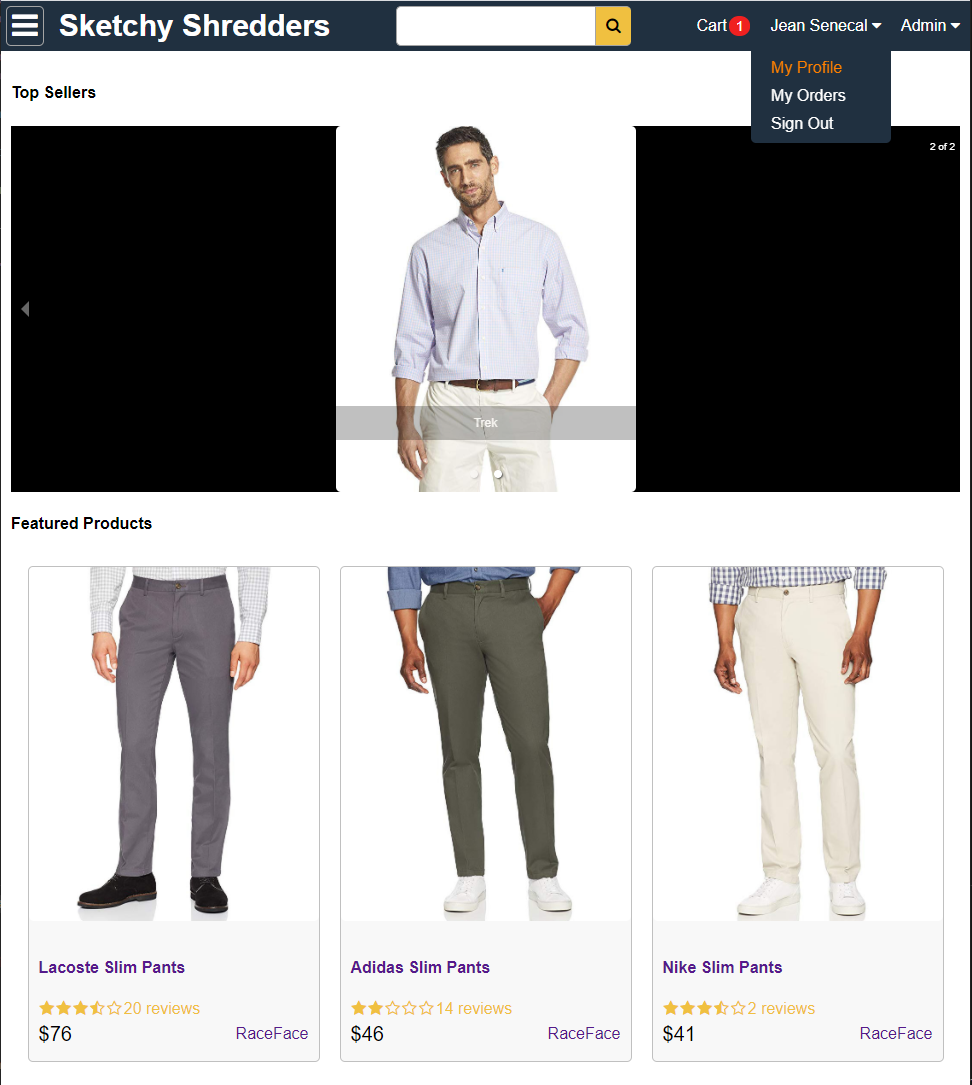 Sketchy Shredders
Cart 1 Jean Senecal Admin
My Profile
My Orders
Sign Out
Top Sellers
2 of 2
Trek
Featured Products
Lacoste Slim Pants
20 reviews
$76 RaceFace
Adidas Slim Pants
14 reviews
$46 RaceFace
Nike Slim Pants
2 reviews
$41 RaceFace